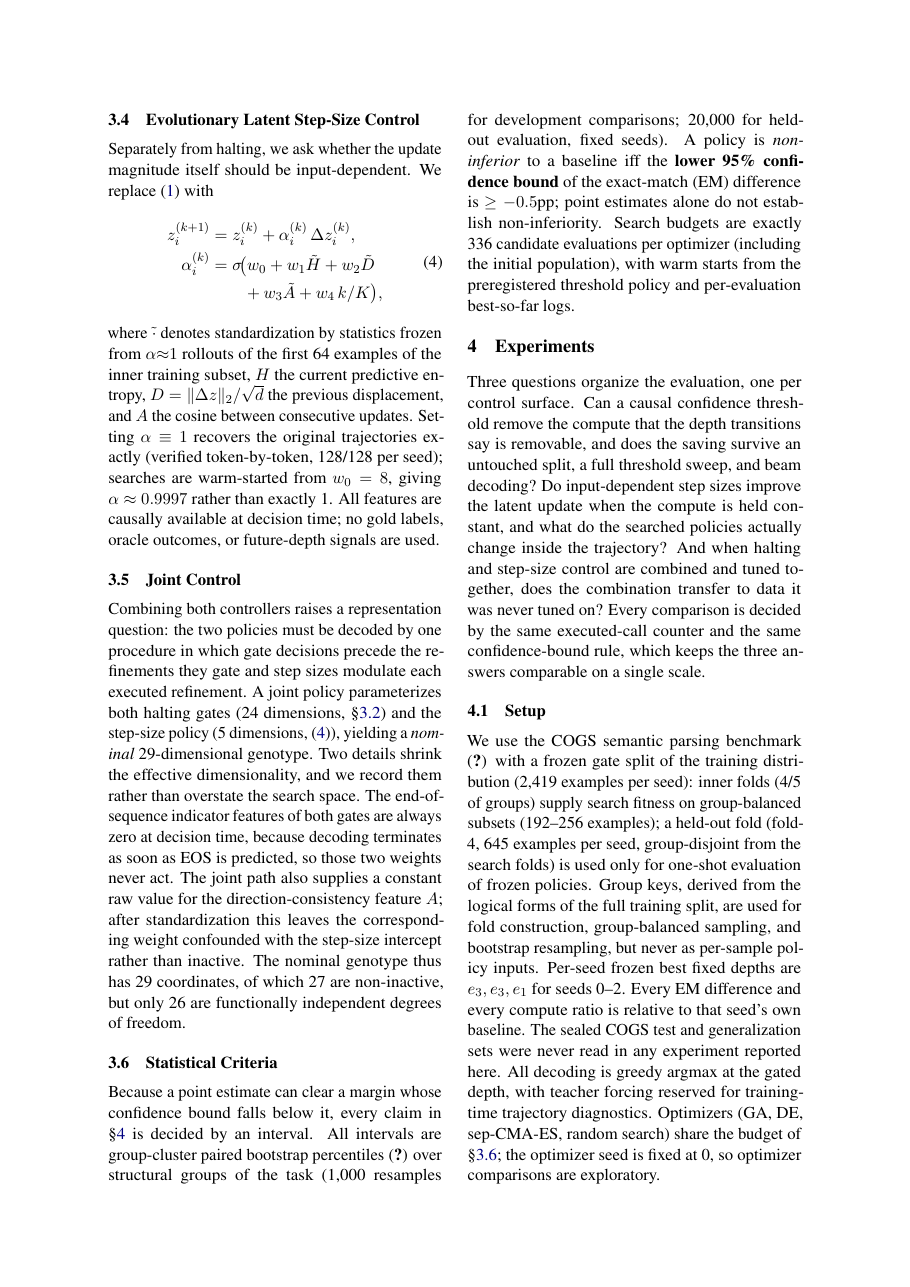 3.4 Evolutionary Latent Step-Size Control
Separately from halting, we ask whether the update
magnitude itself should be input-dependent. We
replace (1) with
z_i^{(k+1)} = z_i^{(k)} + α_i^{(k)} Δz_i^{(k)},
α_i^{(k)} = σ(w_0 + w_1 H̃ + w_2 D̃ (4)
+ w_3 Ã + w_4 k/K),
where ˜· denotes standardization by statistics frozen
from α≈1 rollouts of the first 64 examples of the
inner training subset, H the current predictive en-
tropy, D = ‖Δz‖_2/√d the previous displacement,
and A the cosine between consecutive updates. Set-
ting α ≡ 1 recovers the original trajectories ex-
actly (verified token-by-token, 128/128 per seed);
searches are warm-started from w_0 = 8, giving
α ≈ 0.9997 rather than exactly 1. All features are
causally available at decision time; no gold labels,
oracle outcomes, or future-depth signals are used.
3.5 Joint Control
Combining both controllers raises a representation
question: the two policies must be decoded by one
procedure in which gate decisions precede the re-
finements they gate and step sizes modulate each
executed refinement. A joint policy parameterizes
both halting gates (24 dimensions, §3.2) and the
step-size policy (5 dimensions, (4)), yielding a nom-
inal 29-dimensional genotype. Two details shrink
the effective dimensionality, and we record them
rather than overstate the search space. The end-of-
sequence indicator features of both gates are always
zero at decision time, because decoding terminates
as soon as EOS is predicted, so those two weights
never act. The joint path also supplies a constant
raw value for the direction-consistency feature A;
after standardization this leaves the correspond-
ing weight confounded with the step-size intercept
rather than inactive. The nominal genotype thus
has 29 coordinates, of which 27 are non-inactive,
but only 26 are functionally independent degrees
of freedom.
3.6 Statistical Criteria
Because a point estimate can clear a margin whose
confidence bound falls below it, every claim in
§4 is decided by an interval. All intervals are
group-cluster paired bootstrap percentiles (?) over
structural groups of the task (1,000 resamples
for development comparisons; 20,000 for held-
out evaluation, fixed seeds). A policy is non-
inferior to a baseline iff the lower 95% confi-
dence bound of the exact-match (EM) difference
is ≥ −0.5pp; point estimates alone do not estab-
lish non-inferiority. Search budgets are exactly
336 candidate evaluations per optimizer (including
the initial population), with warm starts from the
preregistered threshold policy and per-evaluation
best-so-far logs.
4 Experiments
Three questions organize the evaluation, one per
control surface. Can a causal confidence thresh-
old remove the compute that the depth transitions
say is removable, and does the saving survive an
untouched split, a full threshold sweep, and beam
decoding? Do input-dependent step sizes improve
the latent update when the compute is held con-
stant, and what do the searched policies actually
change inside the trajectory? And when halting
and step-size control are combined and tuned to-
gether, does the combination transfer to data it
was never tuned on? Every comparison is decided
by the same executed-call counter and the same
confidence-bound rule, which keeps the three an-
swers comparable on a single scale.
4.1 Setup
We use the COGS semantic parsing benchmark
(?) with a frozen gate split of the training distri-
bution (2,419 examples per seed): inner folds (4/5
of groups) supply search fitness on group-balanced
subsets (192–256 examples); a held-out fold (fold-
4, 645 examples per seed, group-disjoint from the
search folds) is used only for one-shot evaluation
of frozen policies. Group keys, derived from the
logical forms of the full training split, are used for
fold construction, group-balanced sampling, and
bootstrap resampling, but never as per-sample pol-
icy inputs. Per-seed frozen best fixed depths are
e_3, e_3, e_1 for seeds 0–2. Every EM difference and
every compute ratio is relative to that seed's own
baseline. The sealed COGS test and generalization
sets were never read in any experiment reported
here. All decoding is greedy argmax at the gated
depth, with teacher forcing reserved for training-
time trajectory diagnostics. Optimizers (GA, DE,
sep-CMA-ES, random search) share the budget of
§3.6; the optimizer seed is fixed at 0, so optimizer
comparisons are exploratory.